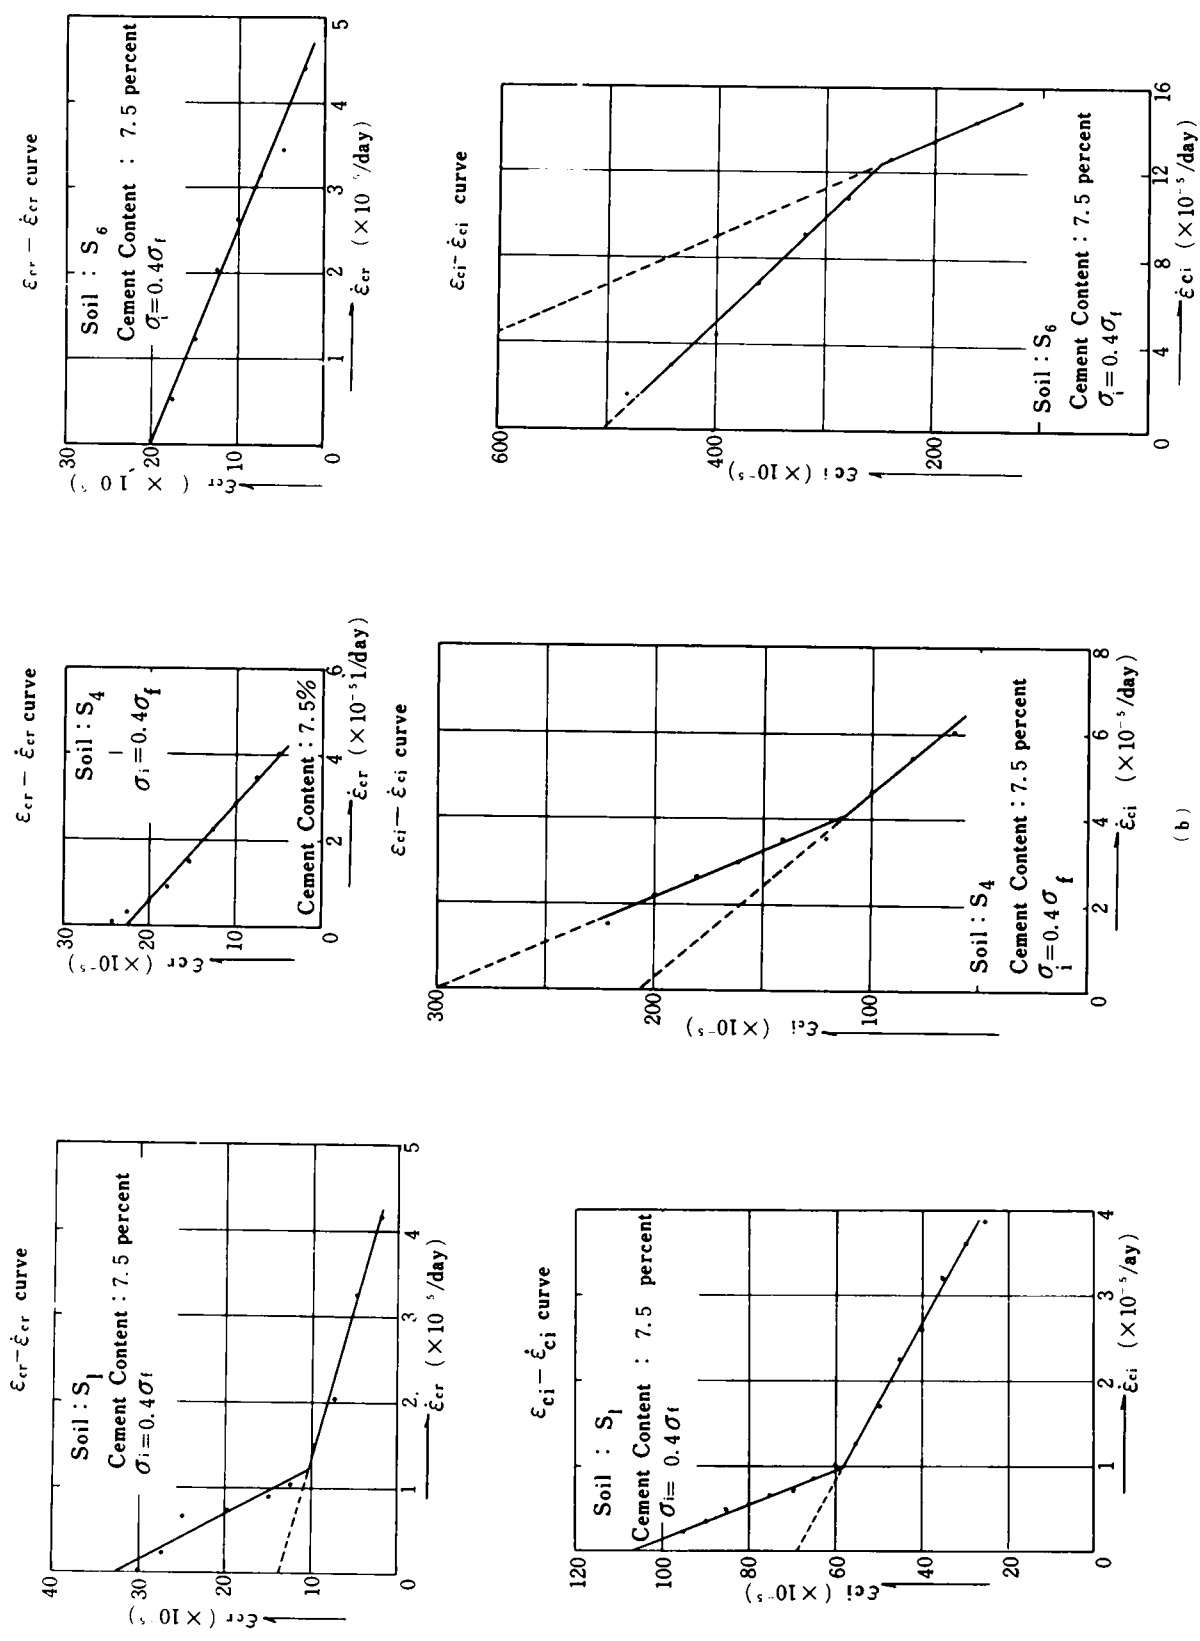 εcr − ε̇cr curve
Soil : S1
Cement Content : 7.5 percent
σi=0.4σf
40
30
20
10
0
1
2.
3
4
5
εcr (×10⁻⁵)
ε̇cr (×10⁻⁵/day)
εcr − ε̇cr curve
Soil : S4
σi=0.4σf
Cement Content : 7.5%
30
20
10
0
2
4
6
εcr (×10⁻⁵)
ε̇cr (×10⁻⁵1/day)
εcr − ε̇cr curve
Soil : S6
Cement Content : 7.5 percent
σi=0.4σf
30
20
10
0
1
2
3
4
5
εcr (×10⁻⁵)
ε̇cr (×10⁻⁵/day)
εci − ε̇ci curve
Soil : S1
Cement Content : 7.5 percent
σi= 0.4σf
120
100
80
60
40
20
0
1
2
3
4
εci (×10⁻⁵)
ε̇ci (×10⁻⁵/ay)
εci − ε̇ci curve
Soil : S4
Cement Content : 7.5 percent
σi=0.4σf
300
200
100
0
2
4
6
8
εci (×10⁻⁵)
ε̇ci (×10⁻⁵/day)
εci − ε̇ci curve
Soil : S6
Cement Content : 7.5 percent
σi=0.4σf
600
400
200
0
4
8
12
16
εci (×10⁻⁵)
ε̇ci (×10⁻⁵/day)
(b)